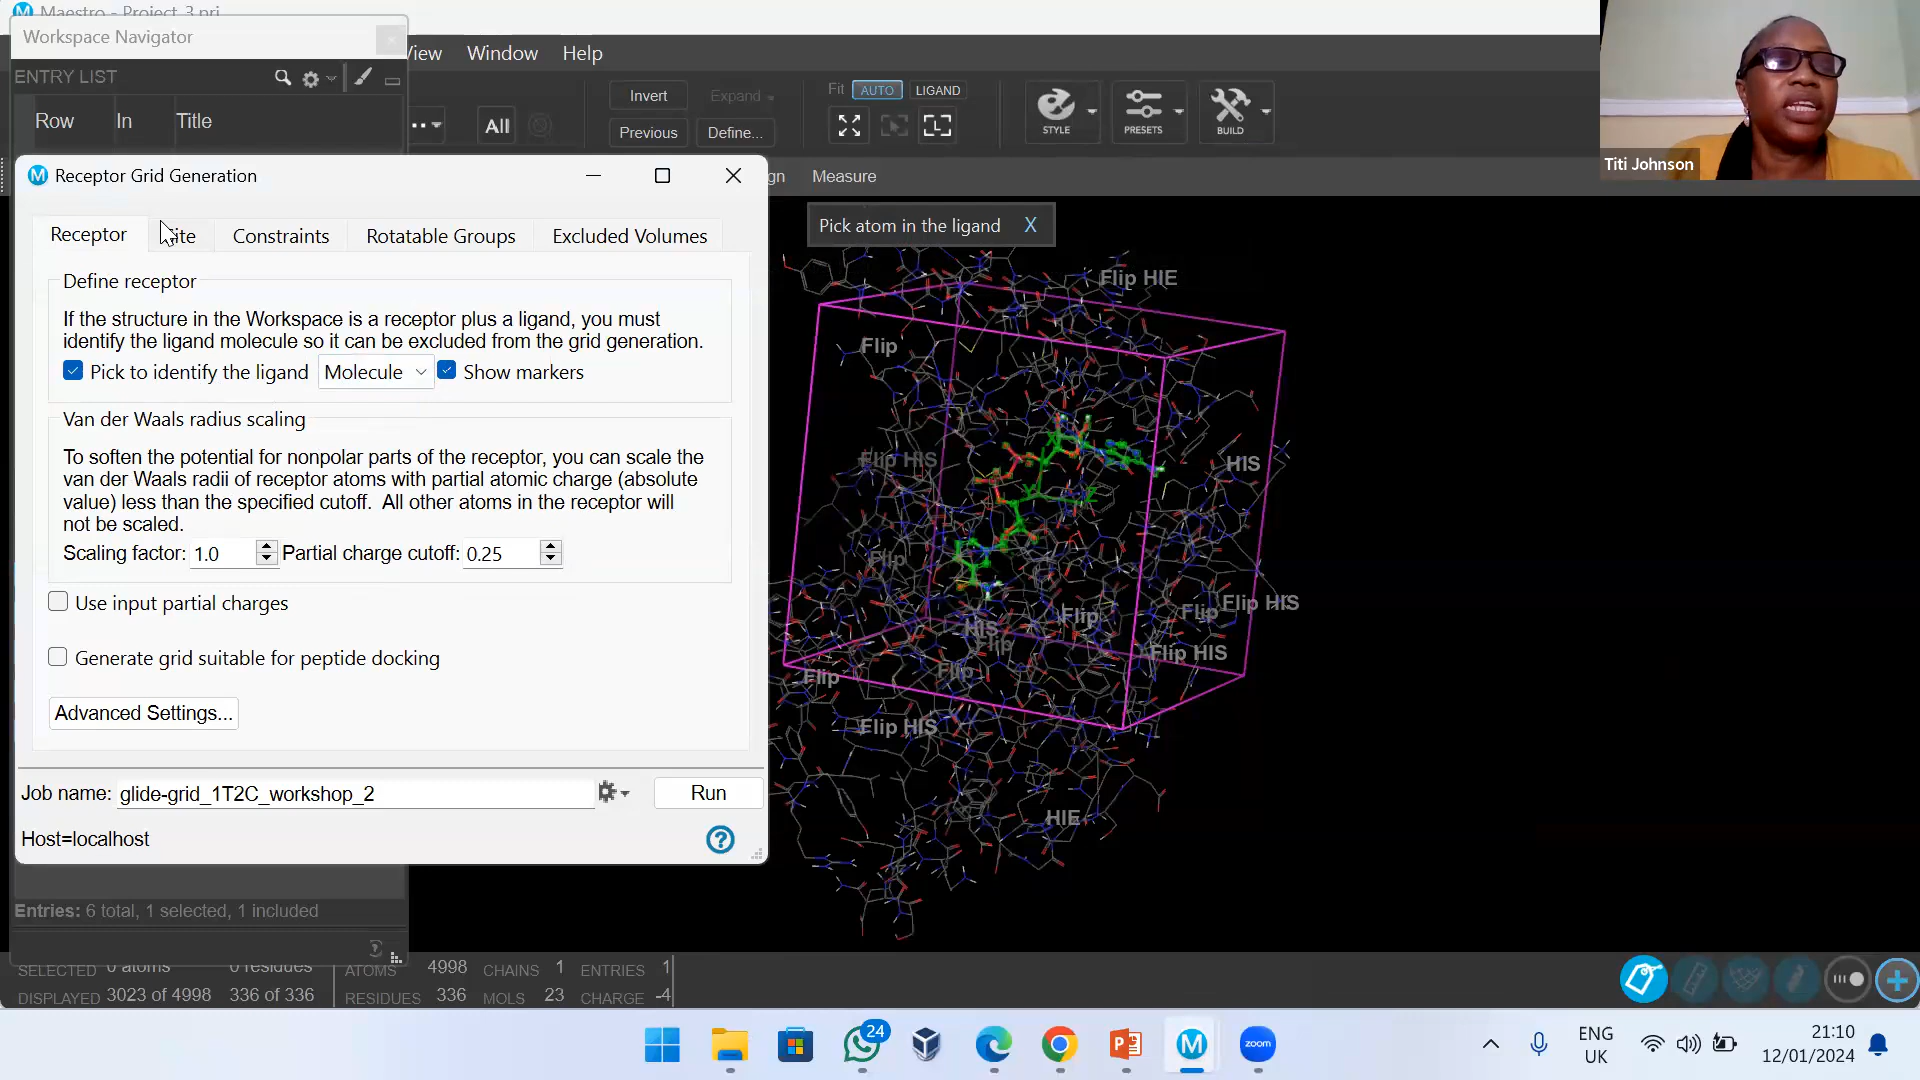 Maestro - Project_3.prj
Workspace Navigator
View Window Help
ENTRY LIST
Row In Title
All
Invert
Expand
Previous
Define...
Fit AUTO LIGAND
STYLE
PRESETS
BUILD
Measure
Titi Johnson
Receptor Grid Generation
Receptor
Constraints
Rotatable Groups
Excluded Volumes
Define receptor
If the structure in the Workspace is a receptor plus a ligand, you must
identify the ligand molecule so it can be excluded from the grid generation.
Pick to identify the ligand Molecule Show markers
Van der Waals radius scaling
To soften the potential for nonpolar parts of the receptor, you can scale the
van der Waals radii of receptor atoms with partial atomic charge (absolute
value) less than the specified cutoff. All other atoms in the receptor will
not be scaled.
Scaling factor: 1.0 Partial charge cutoff: 0.25
Use input partial charges
Generate grid suitable for peptide docking
Advanced Settings...
Job name: glide-grid_1T2C_workshop_2
Run
Host=localhost
Pick atom in the ligand X
Flip HIE
Flip
Flip HIS
HIS
Flip
Flip
Flip
Flip HIS
HIS
Flip
Flip HIS
Flip
Flip
Flip HIS
HIE
Entries: 6 total, 1 selected, 1 included
SELECTED 0 atoms 0 residues
ATOMS 4998 CHAINS 1 ENTRIES 1
DISPLAYED 3023 of 4998 336 of 336
RESIDUES 336 MOLS 23 CHARGE -4
24
zoom
ENG
UK
21:10
12/01/2024